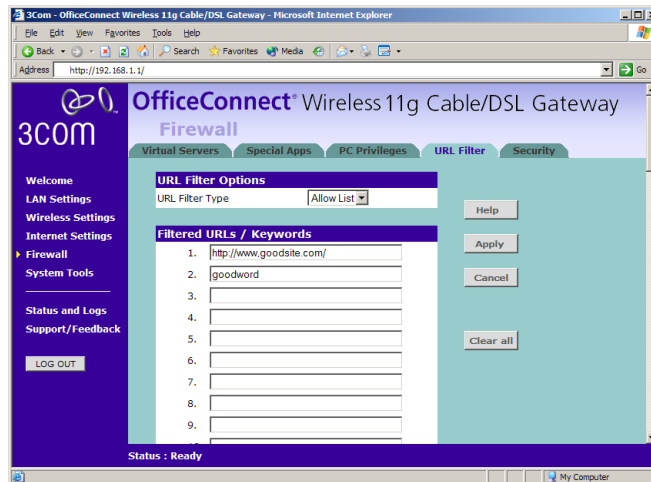 3Com - OfficeConnect Wireless 11g Cable/DSL Gateway - Microsoft Internet Explorer
File Edit View Favorites Tools Help
Back Search Favorites Media
Address http://192.168.1.1/ Go
3com
OfficeConnect® Wireless 11g Cable/DSL Gateway
Firewall
Virtual Servers Special Apps PC Privileges URL Filter Security
Welcome
LAN Settings
Wireless Settings
Internet Settings
Firewall
System Tools
Status and Logs
Support/Feedback
LOG OUT
URL Filter Options
URL Filter Type Allow List
Filtered URLs / Keywords
1. http://www.goodsite.com/
2. goodword
3.
4.
5.
6.
7.
8.
9.
Help
Apply
Cancel
Clear all
Status : Ready
My Computer